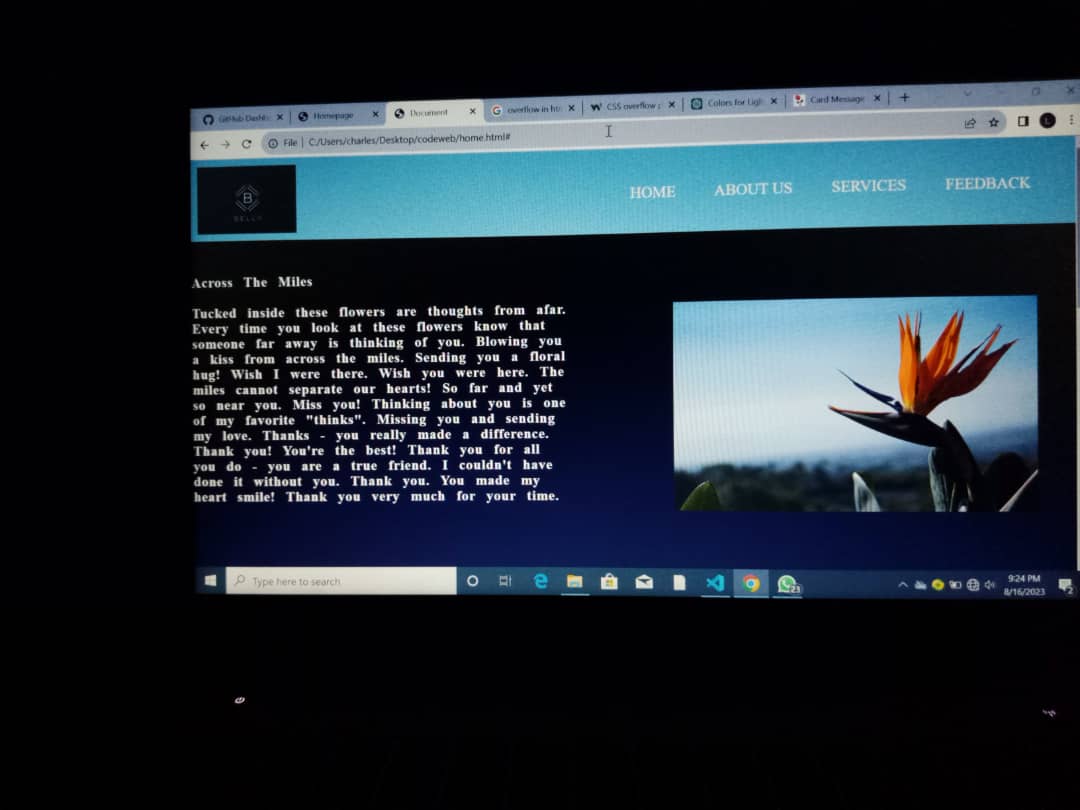 GitHub Dashb
Homepage
Document
overflow in htm
CSS overflow p
Colors for Ligh
Card Message
File | C:/Users/charles/Desktop/codeweb/home.html#
L
B
BELLA
HOME
ABOUT US
SERVICES
FEEDBACK
Across The Miles
Tucked inside these flowers are thoughts from afar.
Every time you look at these flowers know that
someone far away is thinking of you. Blowing you
a kiss from across the miles. Sending you a floral
hug! Wish I were there. Wish you were here. The
miles cannot separate our hearts! So far and yet
so near you. Miss you! Thinking about you is one
of my favorite "thinks". Missing you and sending
my love. Thanks - you really made a difference.
Thank you! You're the best! Thank you for all
you do - you are a true friend. I couldn't have
done it without you. Thank you. You made my
heart smile! Thank you very much for your time.
Type here to search
23
9:24 PM
8/16/2023
2